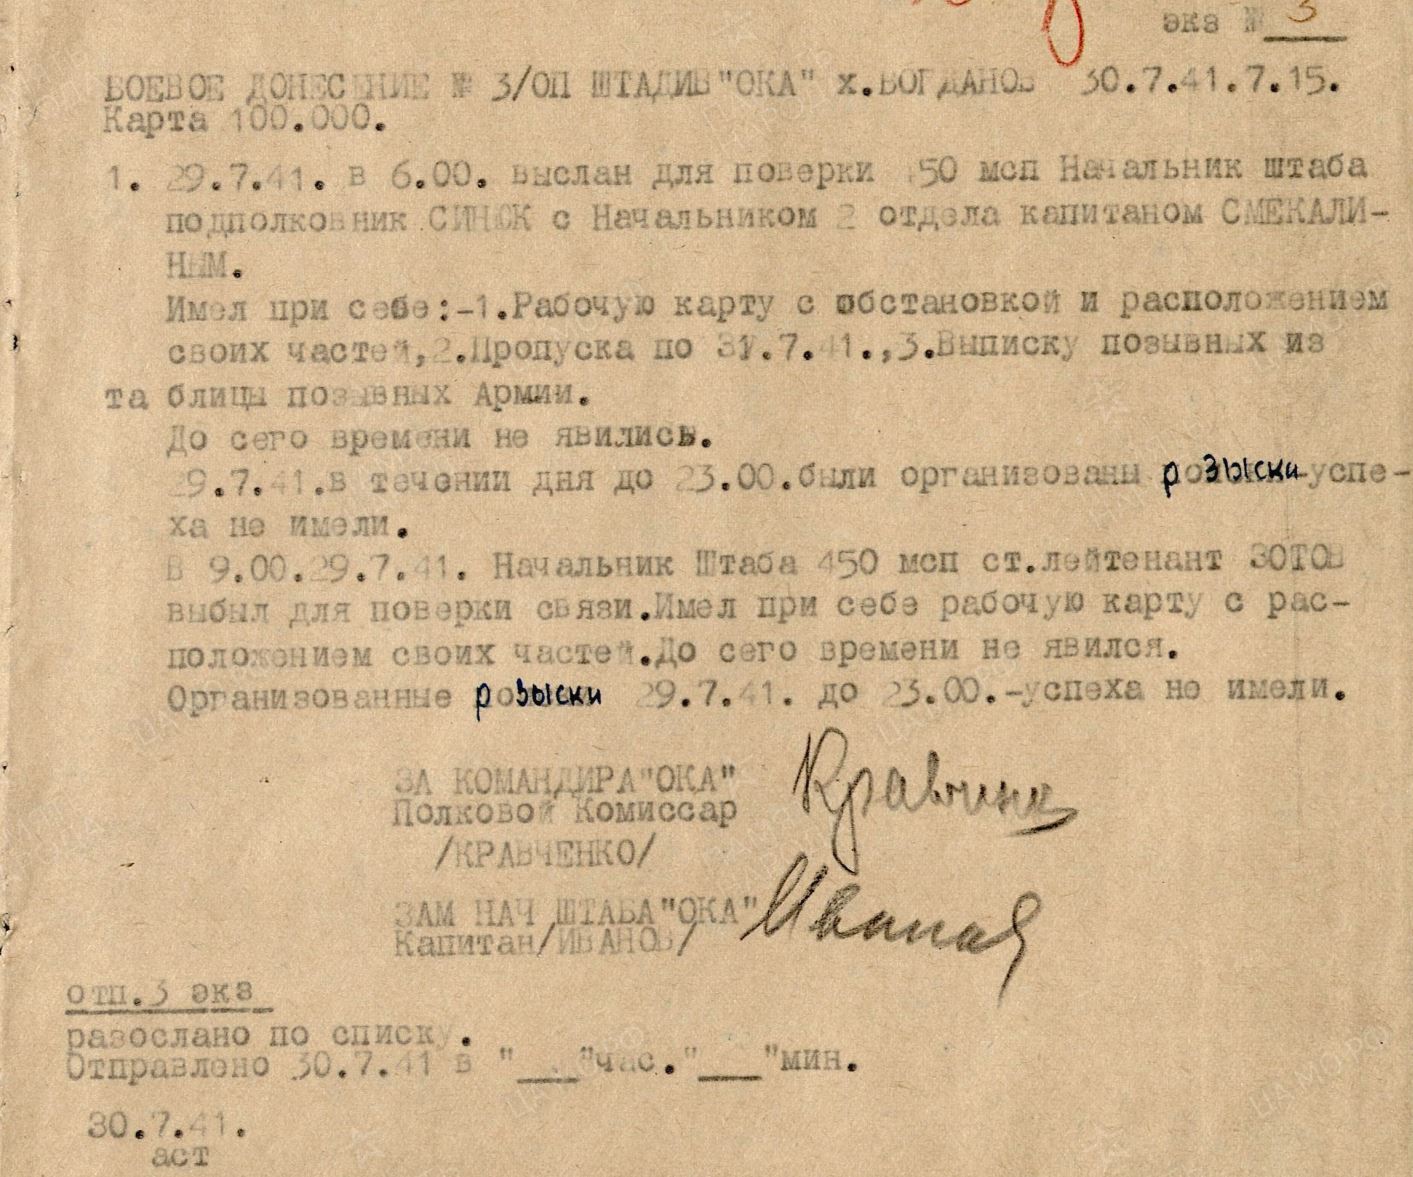 экз № 3
БОЕВОЕ ДОНЕСЕНИЕ № 3/ОП ШТАДИВ"ОКА" х.БОГДАНОВ 30.7.41.7.15.
Карта 100.000.
1. 29.7.41. в 6.00. выслан для поверки 450 мсп Начальник штаба
подполковник с Начальником 2 отдела капитаном СМЕКАЛИ-
НЫМ.
Имел при себе:-1.Рабочую карту с обстановкой и расположением
своих частей,2.Пропуска по 31.7.41.,3.Выписку позывных из
та блицы позывных Армии.
До сего времени не явились.
29.7.41.в течении дня до 23.00.были организованы розыски-успе-
ха не имели.
В 9.00.29.7.41. Начальник Штаба 450 мсп ст.лейтенант ЗОТОВ
выбыл для поверки связи.Имел при себе рабочую карту с рас-
положением своих частей.До сего времени не явился.
Организованные розыски 29.7.41. до 23.00.-успеха не имели.
ЗА КОМАНДИРА"ОКА"
Полковой Комиссар
/КРАВЧЕНКО/
ЗАМ НАЧ ШТАБА"ОКА"
Капитан/ИВАНОВ/ Иванов
отп.3 экз
разослано по списку.
Отправлено 30.7.41 в "___"час."___"мин.
30.7.41.
аст